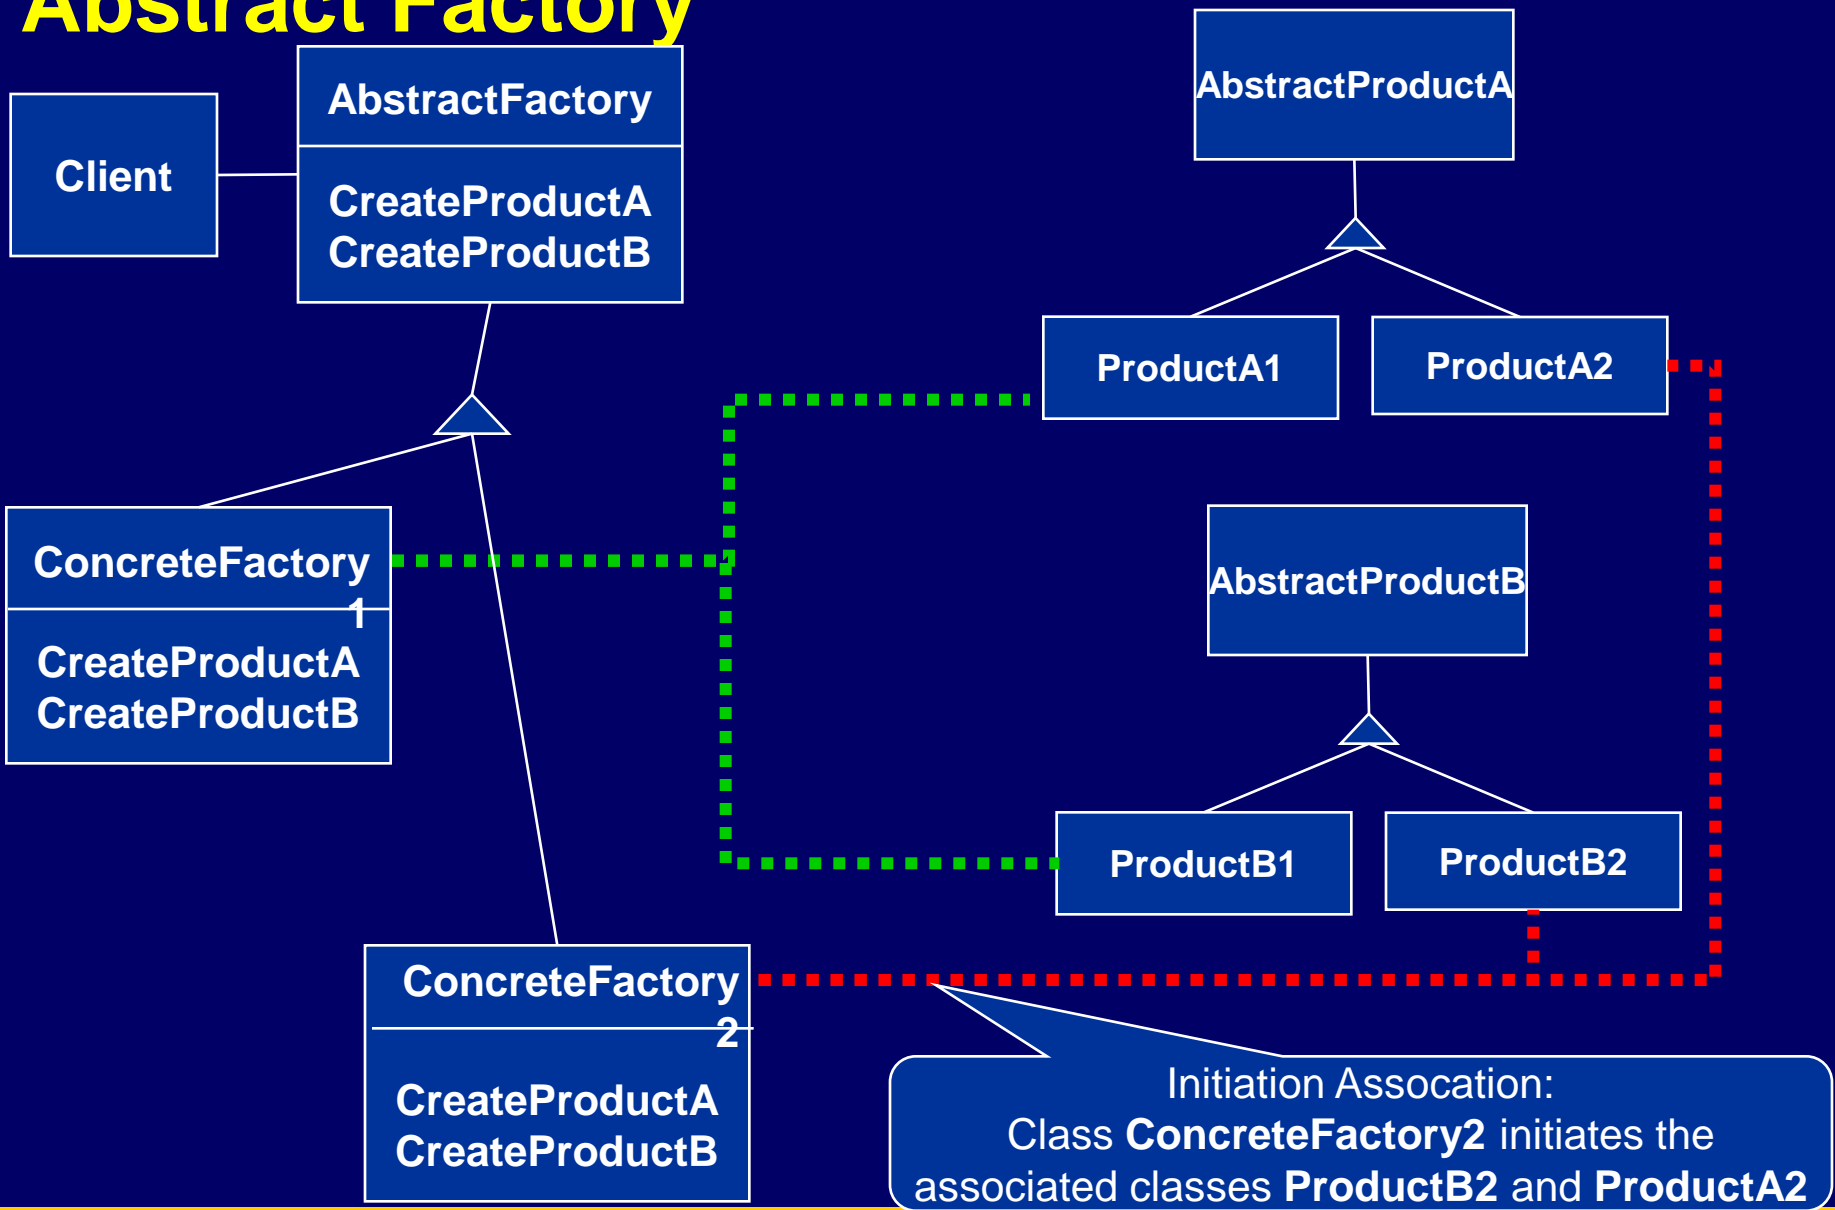 Abstract Factory
Client
AbstractFactory
CreateProductA
CreateProductB
AbstractProductA
ProductA1
ProductA2
ConcreteFactory
1
CreateProductA
CreateProductB
AbstractProductB
ProductB1
ProductB2
ConcreteFactory
2
CreateProductA
CreateProductB
Initiation Assocation:
Class ConcreteFactory2 initiates the
associated classes ProductB2 and ProductA2